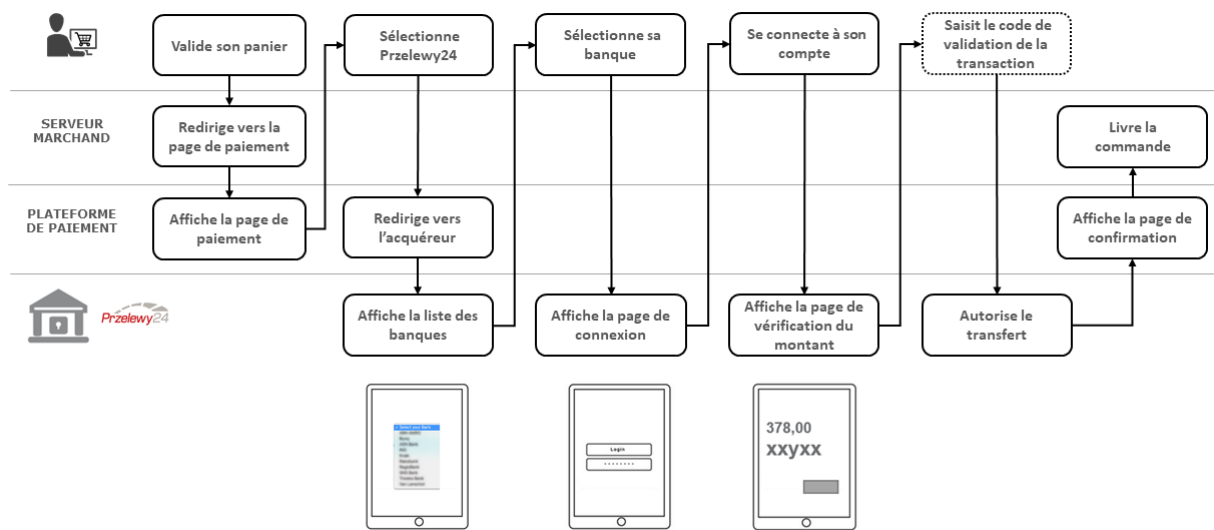 Valide son panier
Sélectionne
Przelewy24
Sélectionne sa
banque
Se connecte à son
compte
Saisit le code de
validation de la
transaction
SERVEUR
MARCHAND
Redirige vers la
page de paiement
Livre la
commande
PLATEFORME
DE PAIEMENT
Affiche la page de
paiement
Redirige vers
l’acquéreur
Affiche la page de
confirmation
Przelewy24
Affiche la liste des
banques
Affiche la page de
connexion
Affiche la page de
vérification du
montant
Autorise le
transfert
Select your Bank
Login
378,00
xxyxx